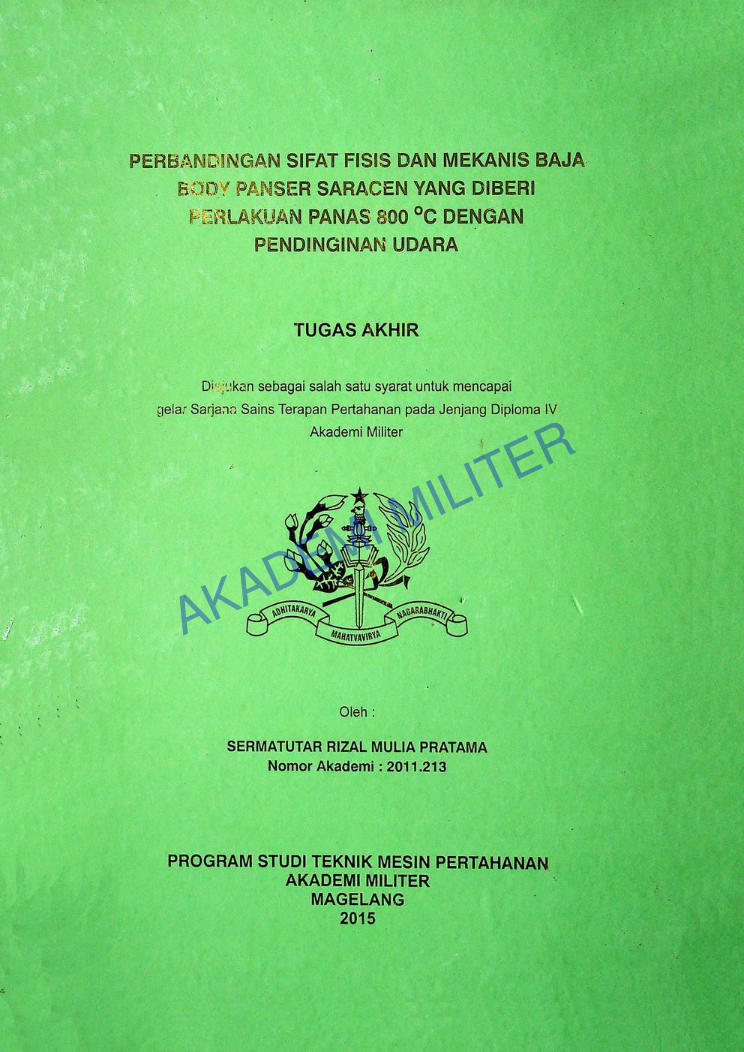 PERBANDINGAN SIFAT FISIS DAN MEKANIS BAJA
BODY PANSER SARACEN YANG DIBERI
PERLAKUAN PANAS 800 ⁰C DENGAN
PENDINGINAN UDARA
TUGAS AKHIR
Diajukan sebagai salah satu syarat untuk mencapai
gelar Sarjana Sains Terapan Pertahanan pada Jenjang Diploma IV
Akademi Militer
AKADEMI MILITER
ADHITAKARYA
MAHATVAVIRYA
NAGARABHAKTI
Oleh :
SERMATUTAR RIZAL MULIA PRATAMA
Nomor Akademi : 2011.213
PROGRAM STUDI TEKNIK MESIN PERTAHANAN
AKADEMI MILITER
MAGELANG
2015